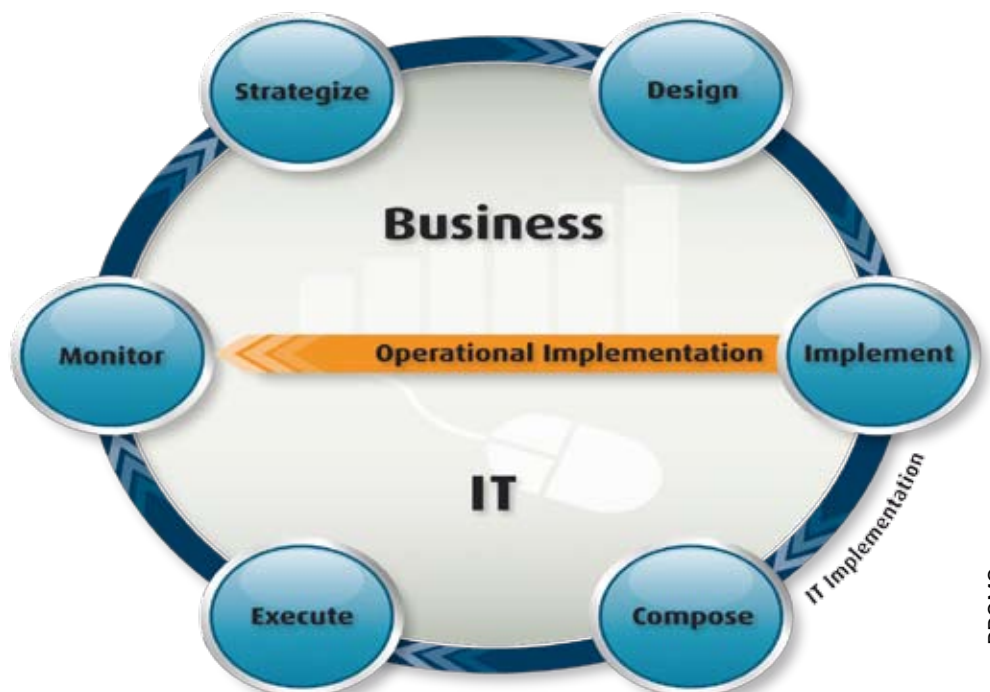 Strategize
Design
Business
Monitor
Operational Implementation
Implement
IT
IT Implementation
Execute
Compose